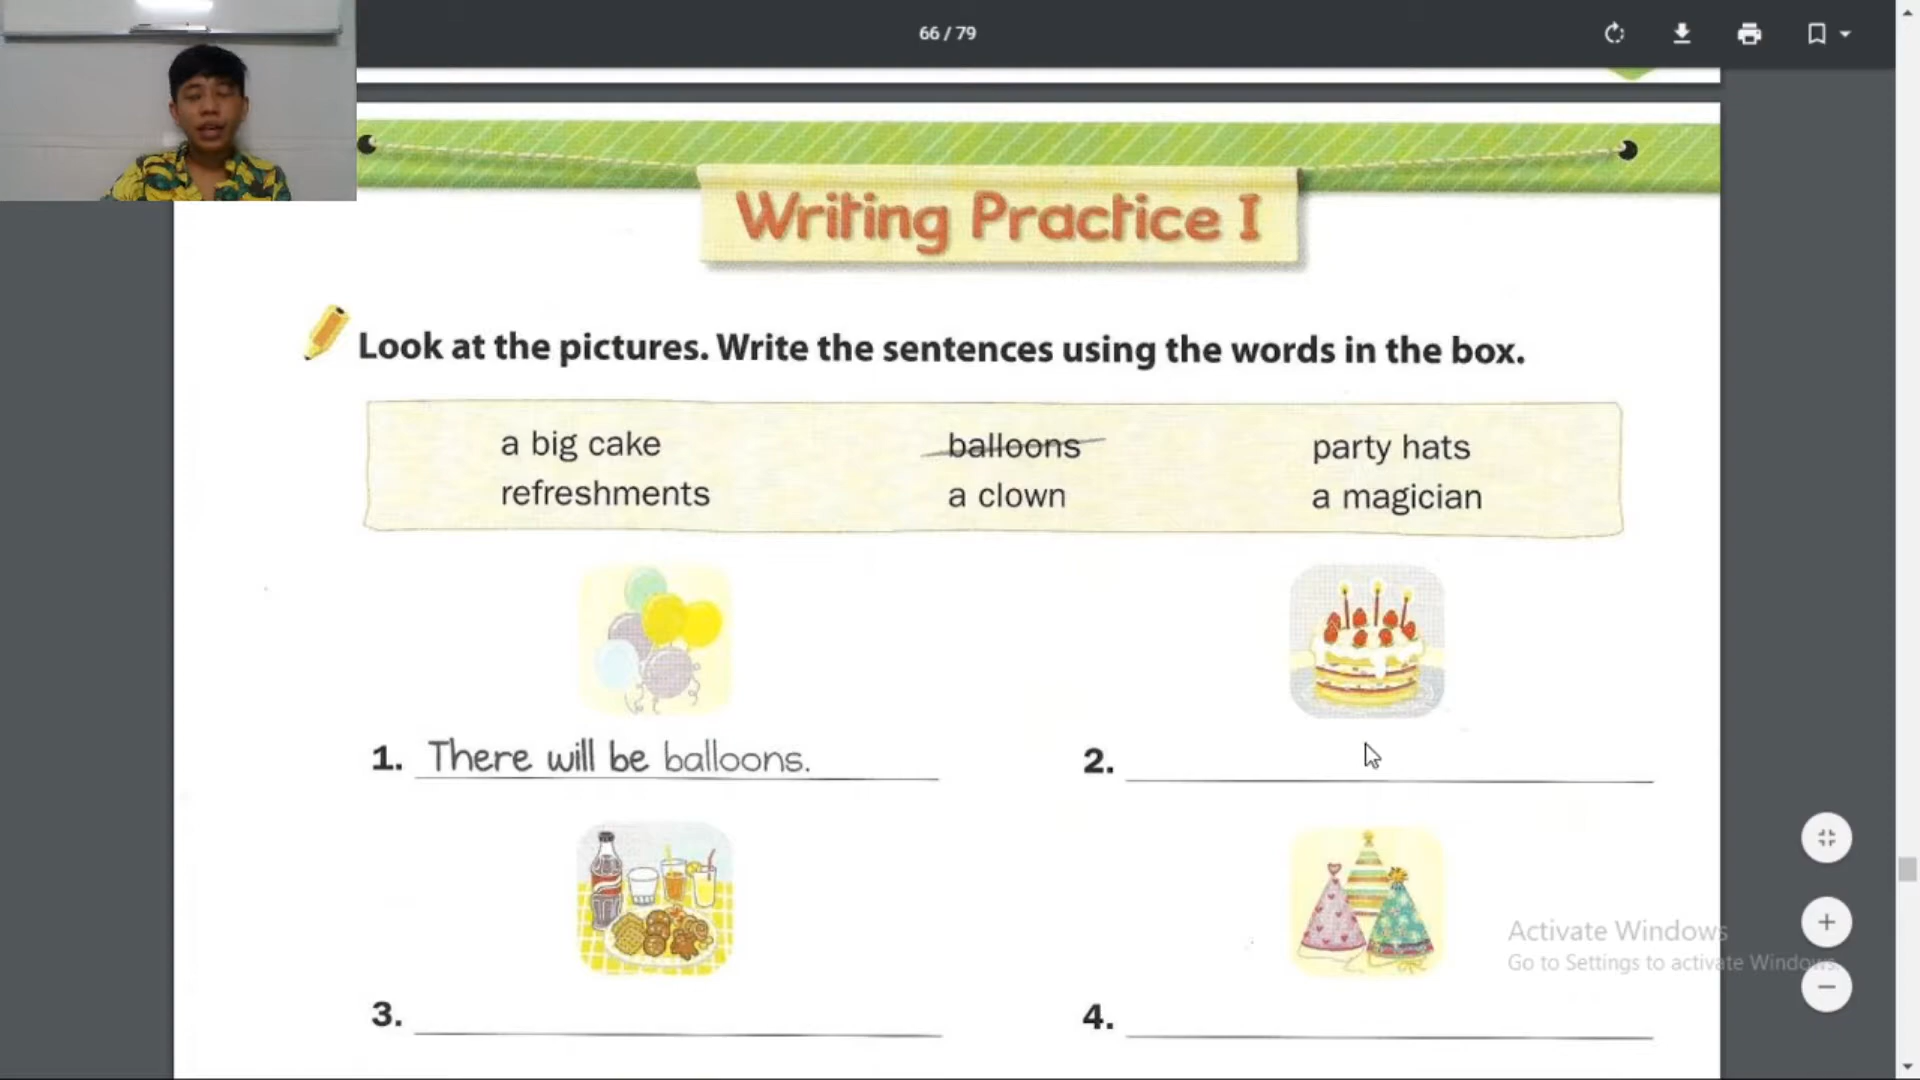 66 / 79
Writing Practice I
Look at the pictures. Write the sentences using the words in the box.
a big cake balloons party hats
refreshments a clown a magician
1. There will be balloons. 2.
3. 4.
Activate Windows
Go to Settings to activate Windows.